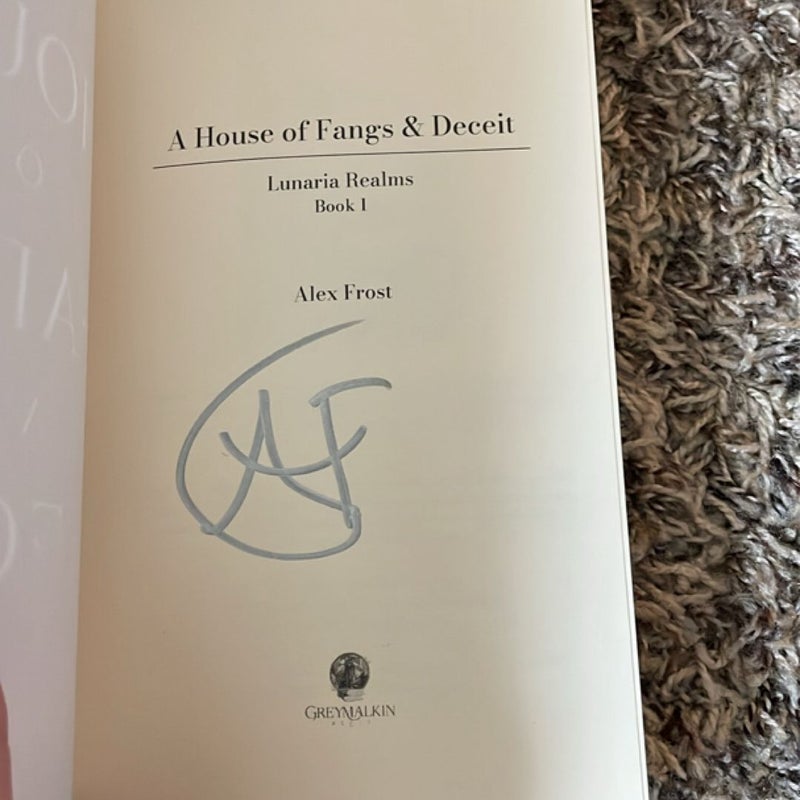 A House of Fangs & Deceit
Lunaria Realms
Book 1
Alex Frost
AF
GREYMALKIN